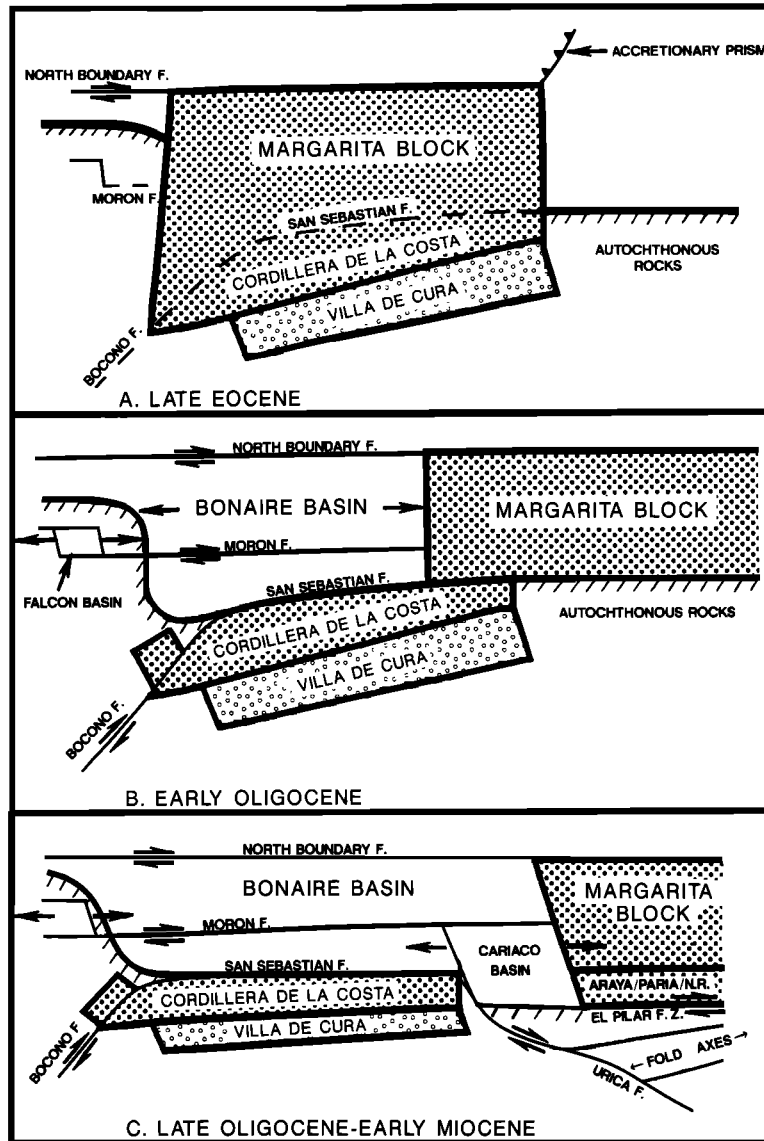 ACCRETIONARY PRISM
NORTH BOUNDARY F.
MARGARITA BLOCK
MORON F.
SAN SEBASTIAN F.
AUTOCHTHONOUS
ROCKS
CORDILLERA DE LA COSTA
VILLA DE CURA
BOCONO F.
A. LATE EOCENE
NORTH BOUNDARY F.
BONAIRE BASIN
MARGARITA BLOCK
MORON F.
FALCON BASIN
SAN SEBASTIAN F.
AUTOCHTHONOUS ROCKS
CORDILLERA DE LA COSTA
VILLA DE CURA
BOCONO F.
B. EARLY OLIGOCENE
NORTH BOUNDARY F.
BONAIRE BASIN
MARGARITA
BLOCK
MORON F.
CARIACO
BASIN
SAN SEBASTIAN F.
ARAYA/PARIA/N.R.
CORDILLERA DE LA COSTA
EL PILAR F. Z.
VILLA DE CURA
BOCONO F.
FOLD AXES
URICA F.
C. LATE OLIGOCENE-EARLY MIOCENE